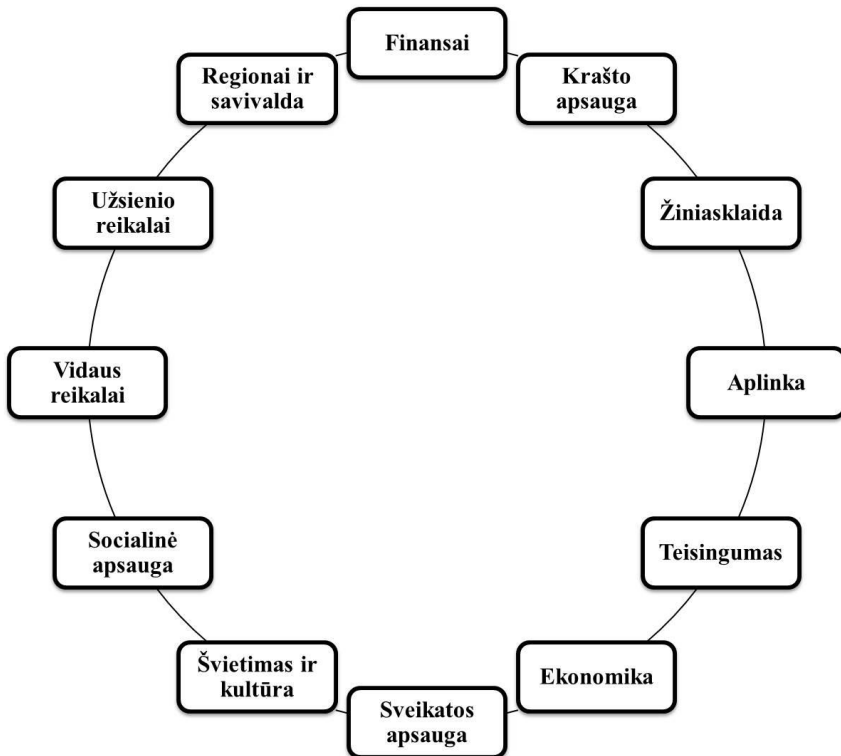 Finansai
Krašto
apsauga
Žiniasklaida
Aplinka
Teisingumas
Ekonomika
Sveikatos
apsauga
Švietimas ir
kultūra
Socialinė
apsauga
Vidaus
reikalai
Užsienio
reikalai
Regionai ir
savivalda